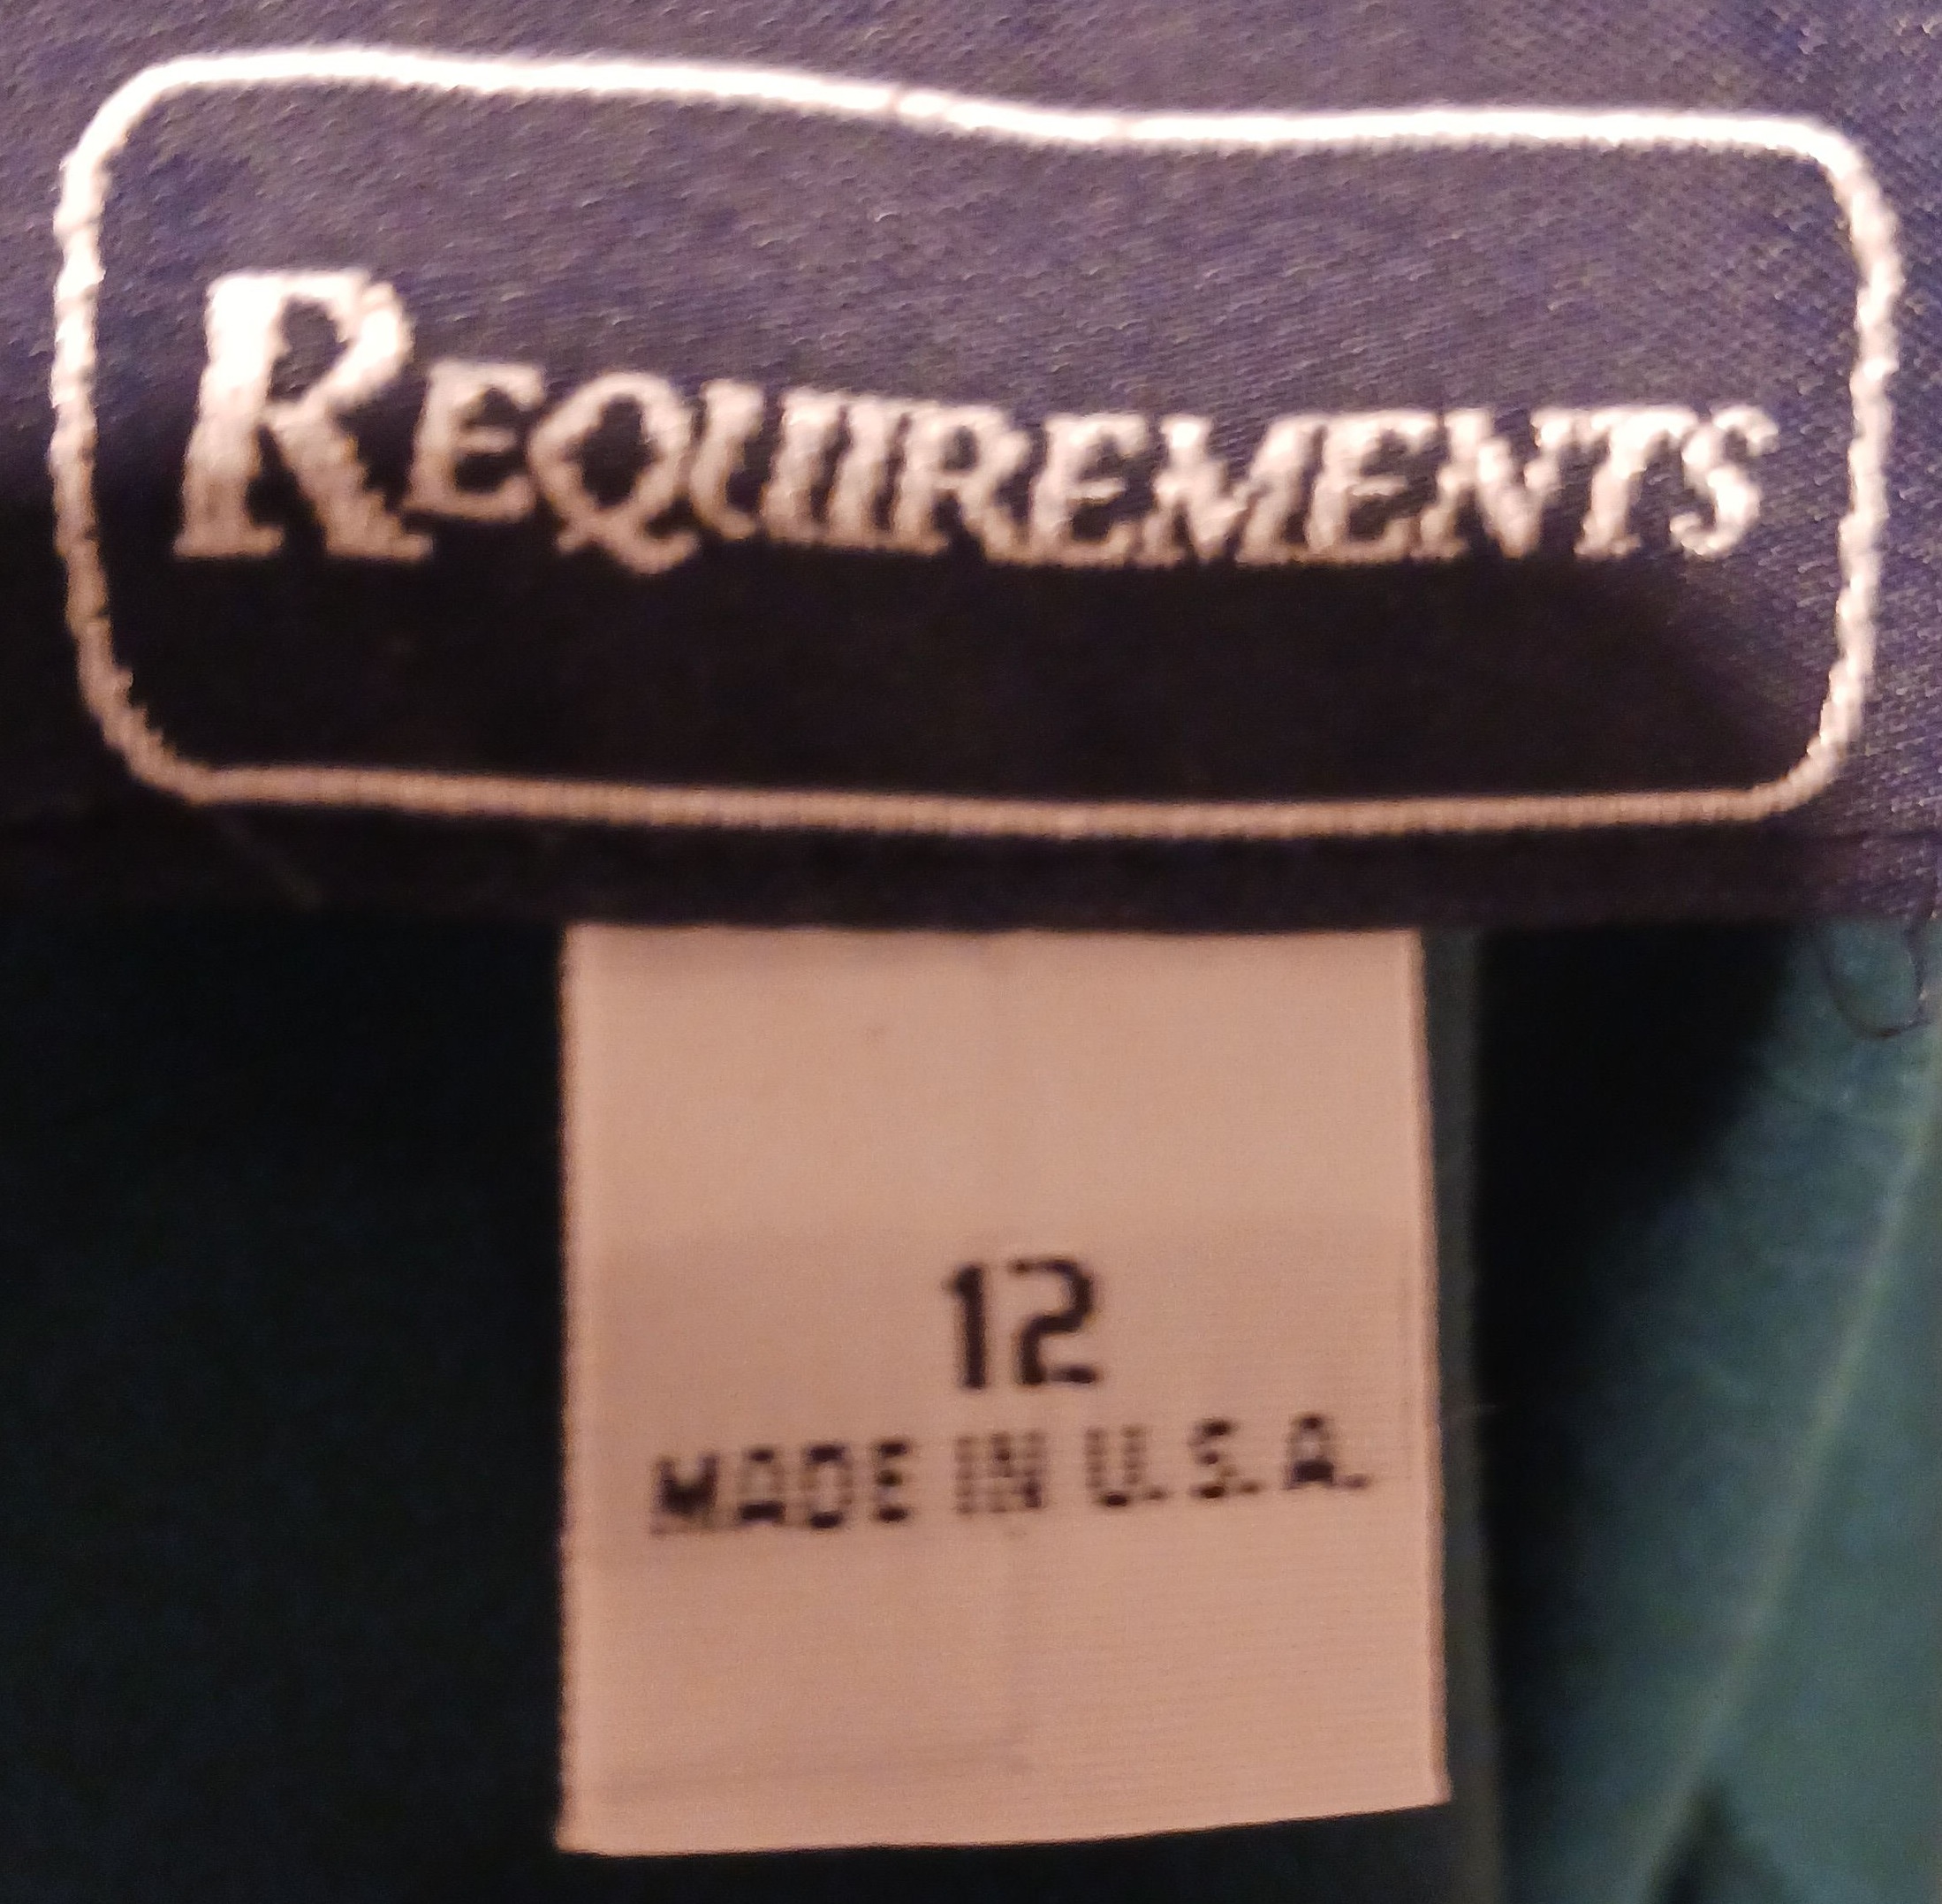 REQUIREMENTS
12
MADE IN U.S.A.